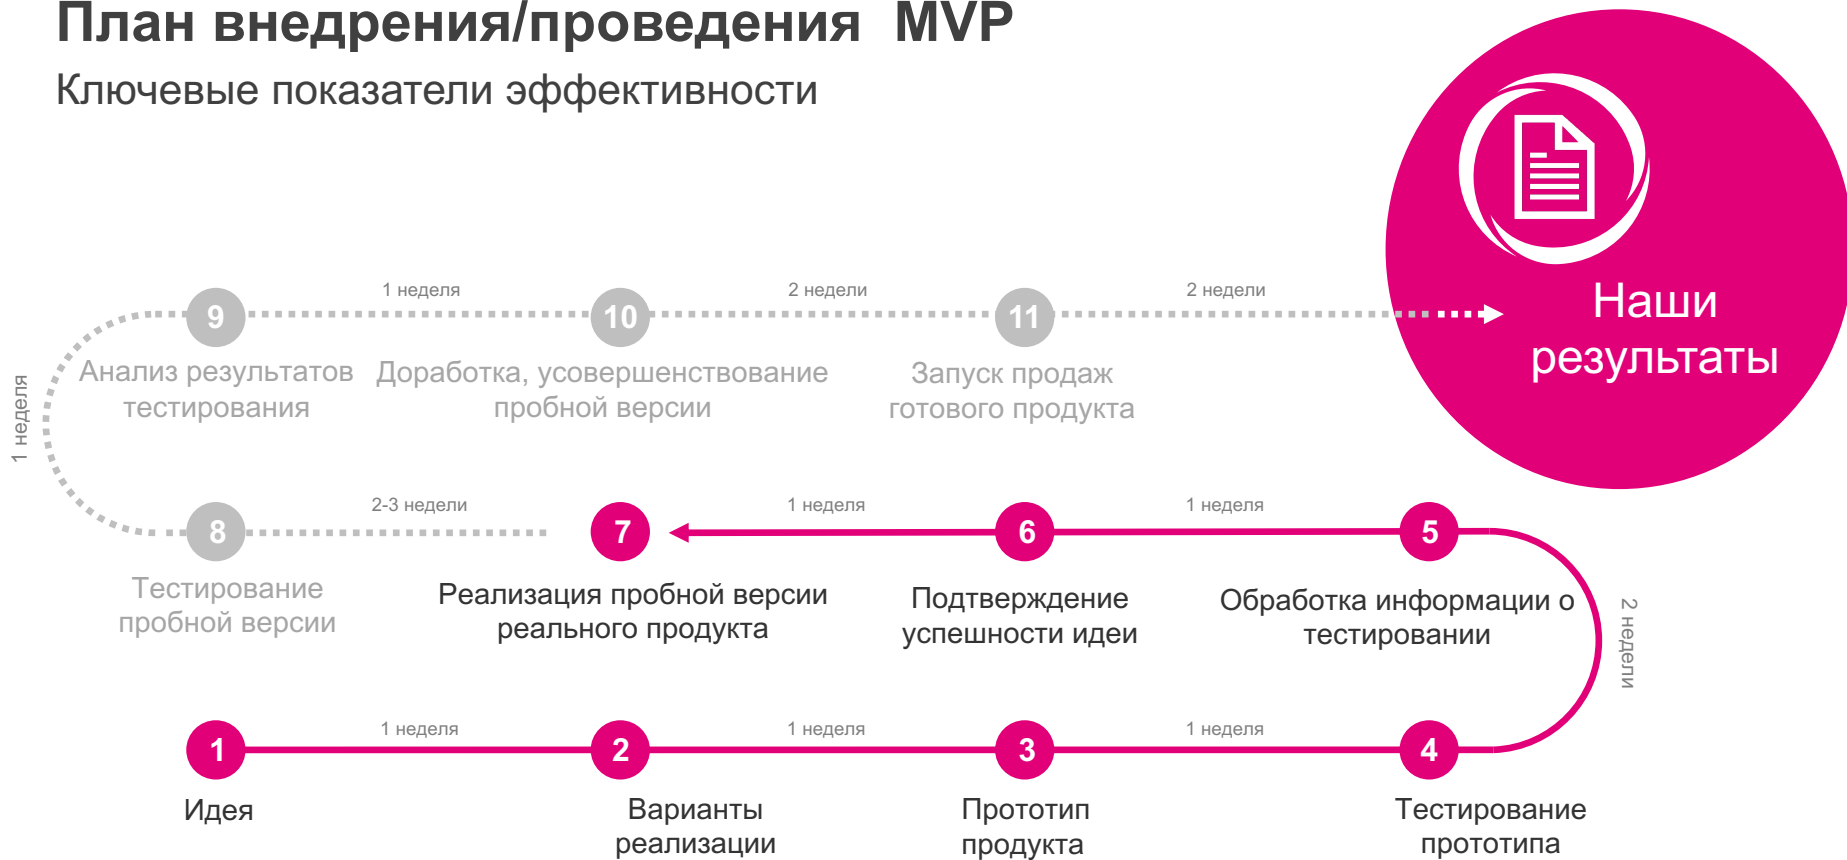 План внедрения/проведения MVP
Ключевые показатели эффективности
Наши
результаты
1 неделя
2 недели
2 недели
9
10
11
Анализ результатов
тестирования
Доработка, усовершенствование
пробной версии
Запуск продаж
готового продукта
1 неделя
2-3 недели
1 неделя
1 неделя
8
7
6
5
Тестирование
пробной версии
Реализация пробной версии
реального продукта
Подтверждение
успешности идеи
Обработка информации о
тестировании
2 недели
1 неделя
1 неделя
1 неделя
1
2
3
4
Идея
Варианты
реализации
Прототип
продукта
Тестирование
прототипа